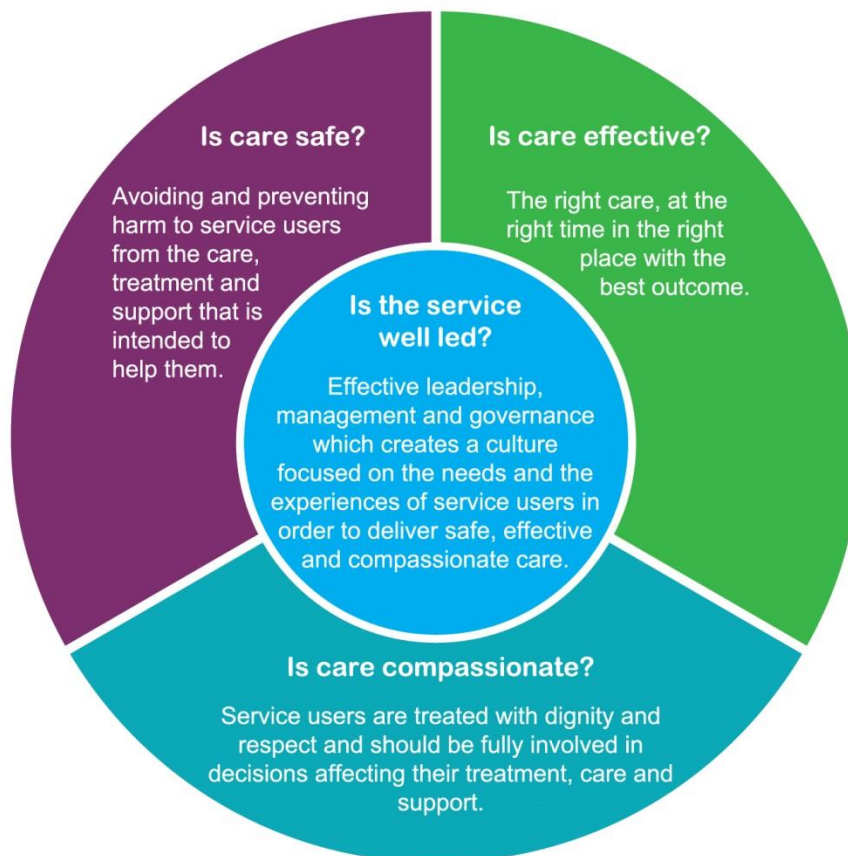 Is care safe?
Avoiding and preventing
harm to service users
from the care,
treatment and
support that is
intended to
help them.
Is care effective?
The right care, at the
right time in the right
place with the
best outcome.
Is the service
well led?
Effective leadership,
management and governance
which creates a culture
focused on the needs and the
experiences of service users in
order to deliver safe, effective
and compassionate care.
Is care compassionate?
Service users are treated with dignity and
respect and should be fully involved in
decisions affecting their treatment, care and
support.